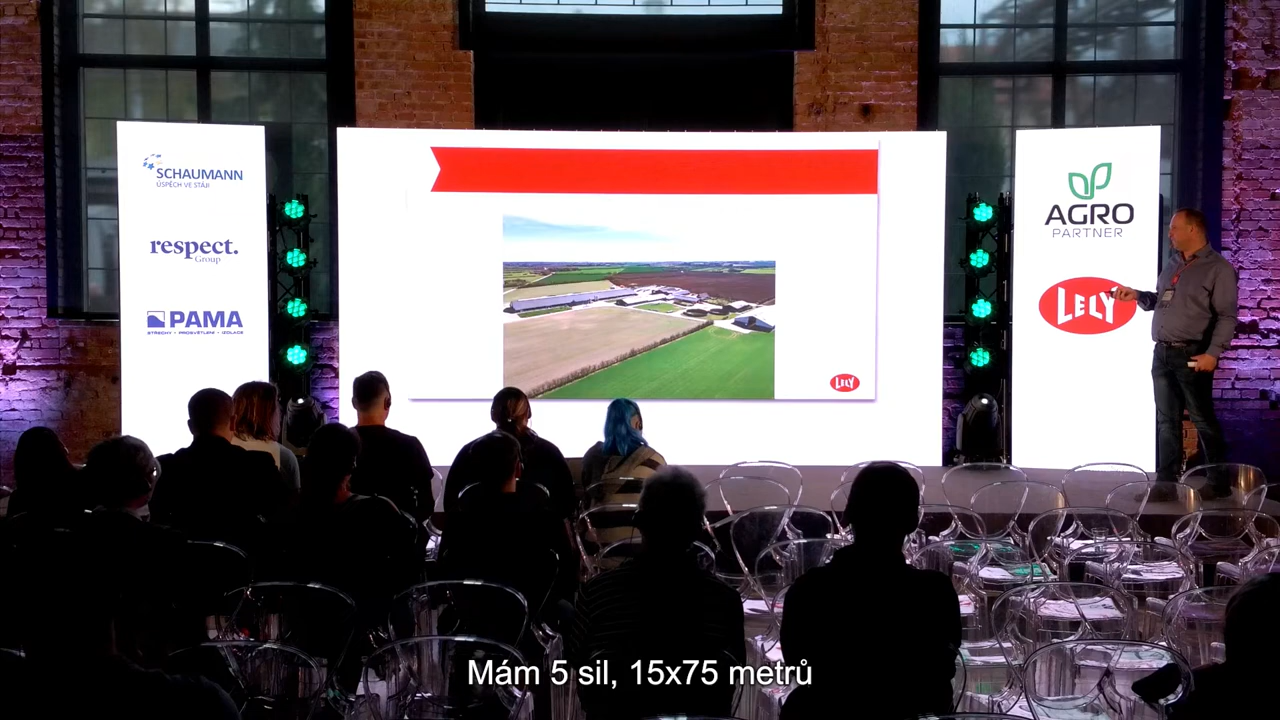 SCHAUMANN
ÚSPĚCH VE STÁJI
respect.
Group
PAMA
STŘECHY • PROSVĚTLENÍ • IZOLACE
LELY
AGRO
PARTNER
LELY
Mám 5 sil, 15x75 metrů